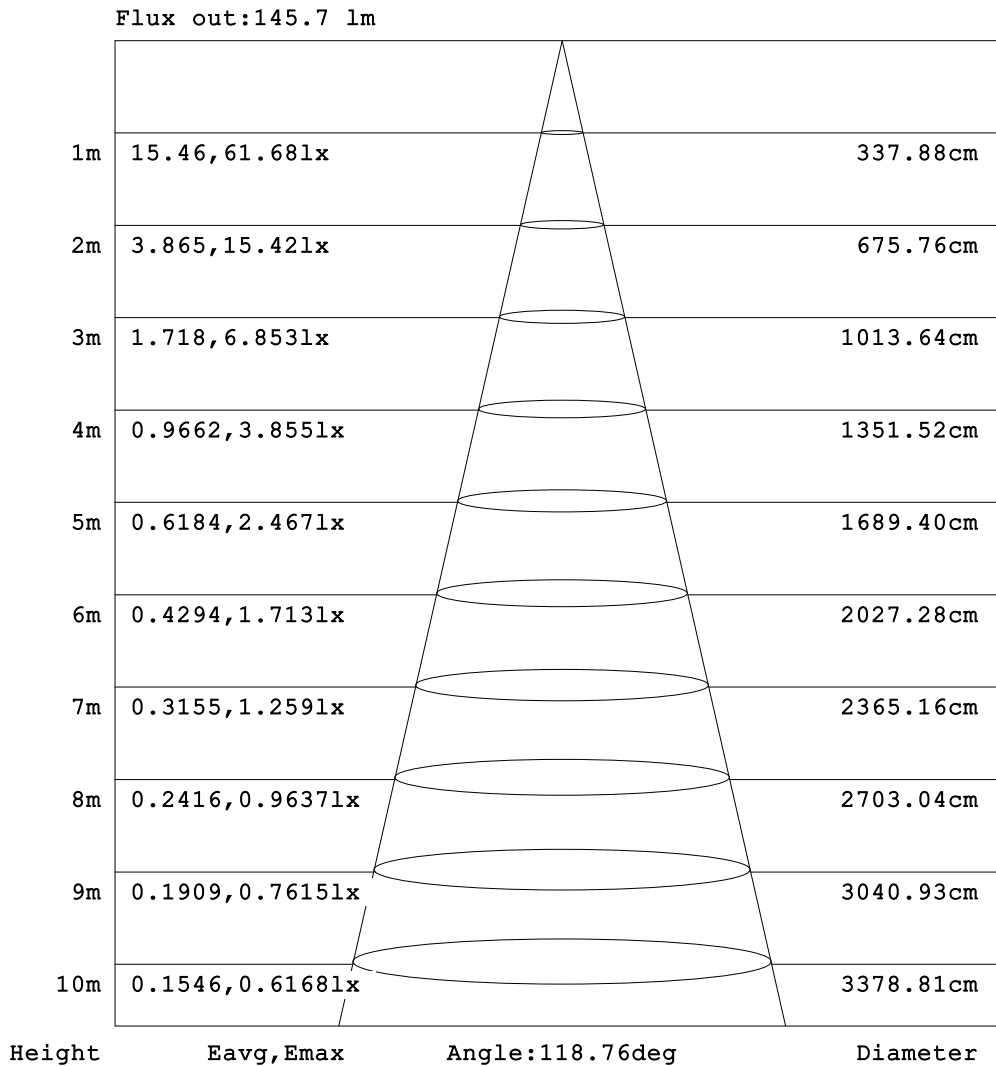 Flux out:145.7 lm
1m 15.46,61.68lx 337.88cm
2m 3.865,15.42lx 675.76cm
3m 1.718,6.853lx 1013.64cm
4m 0.9662,3.855lx 1351.52cm
5m 0.6184,2.467lx 1689.40cm
6m 0.4294,1.713lx 2027.28cm
7m 0.3155,1.259lx 2365.16cm
8m 0.2416,0.9637lx 2703.04cm
9m 0.1909,0.7615lx 3040.93cm
10m 0.1546,0.6168lx 3378.81cm
Height Eavg,Emax Angle:118.76deg Diameter